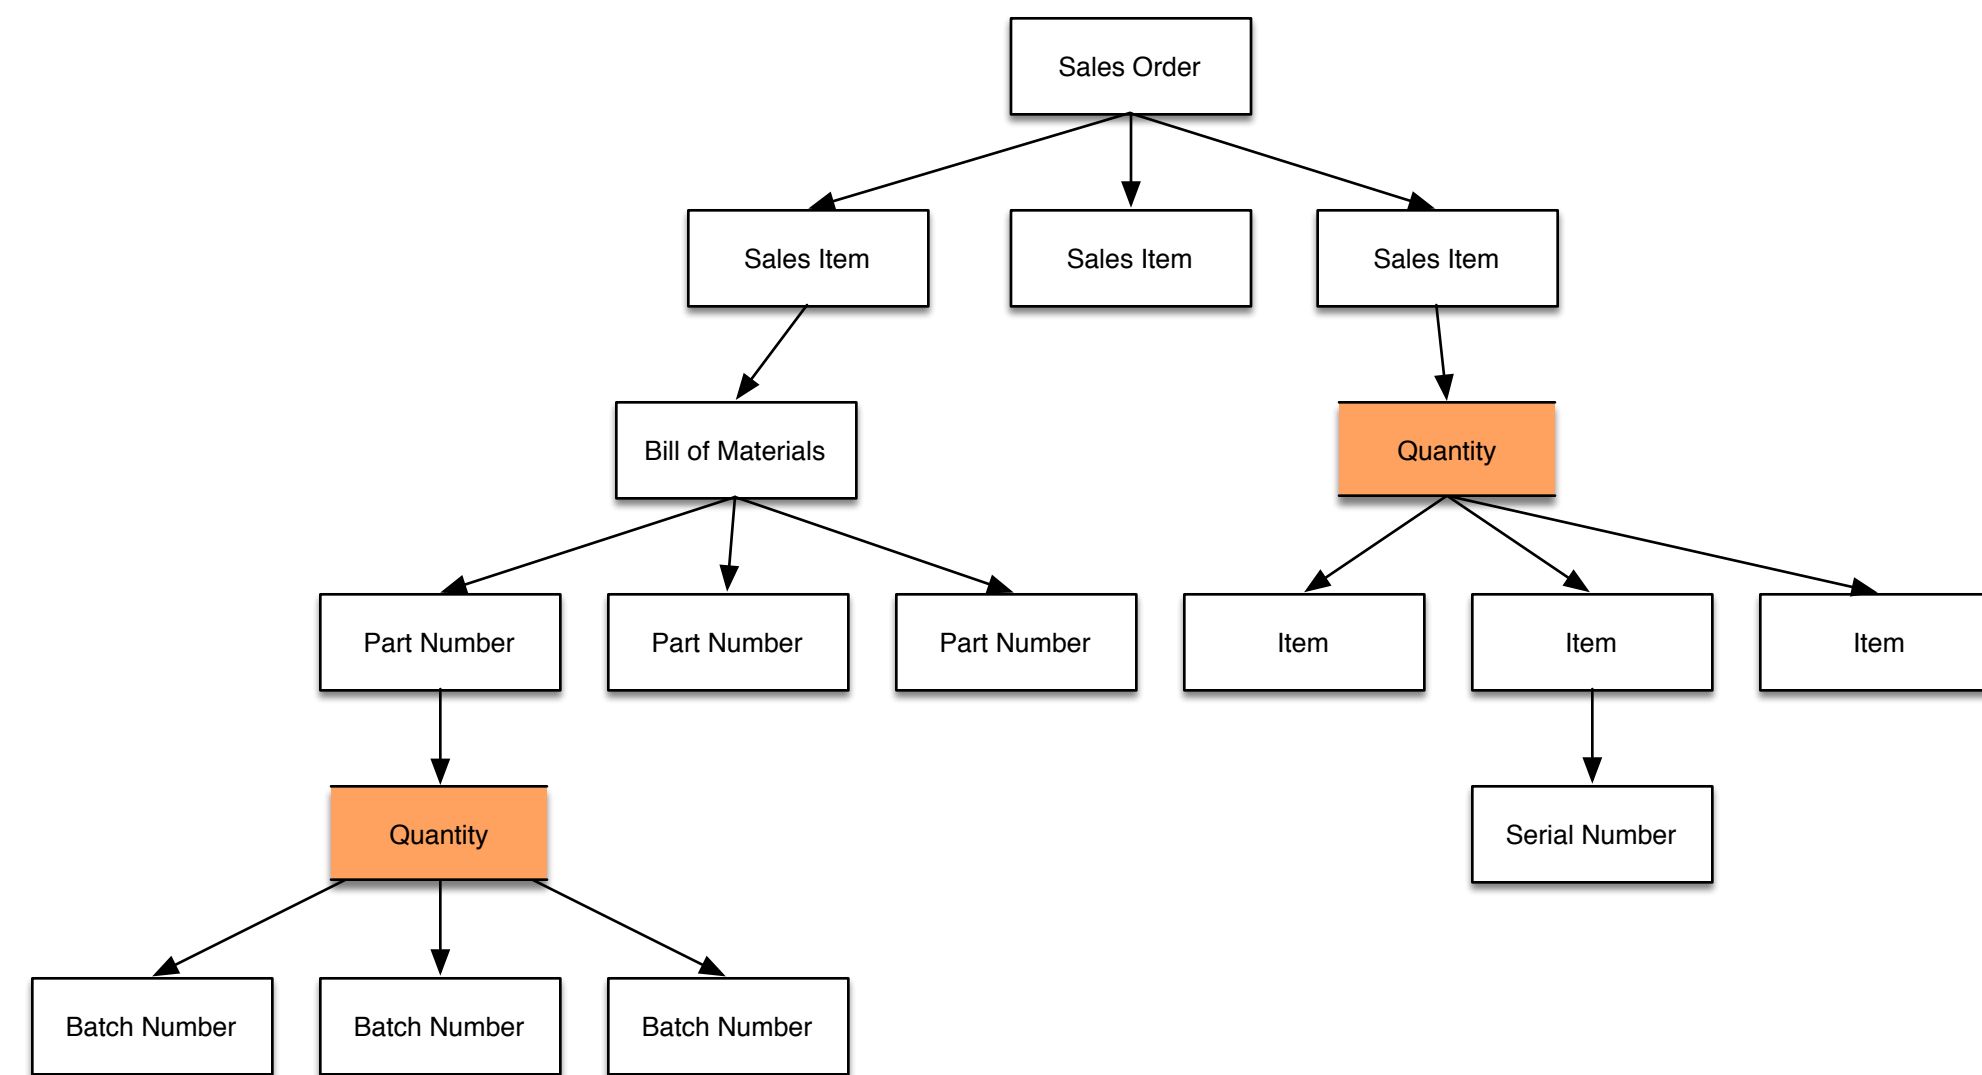 Sales Order
Sales Item
Sales Item
Sales Item
Bill of Materials
Quantity
Part Number
Part Number
Part Number
Item
Item
Item
Quantity
Serial Number
Batch Number
Batch Number
Batch Number